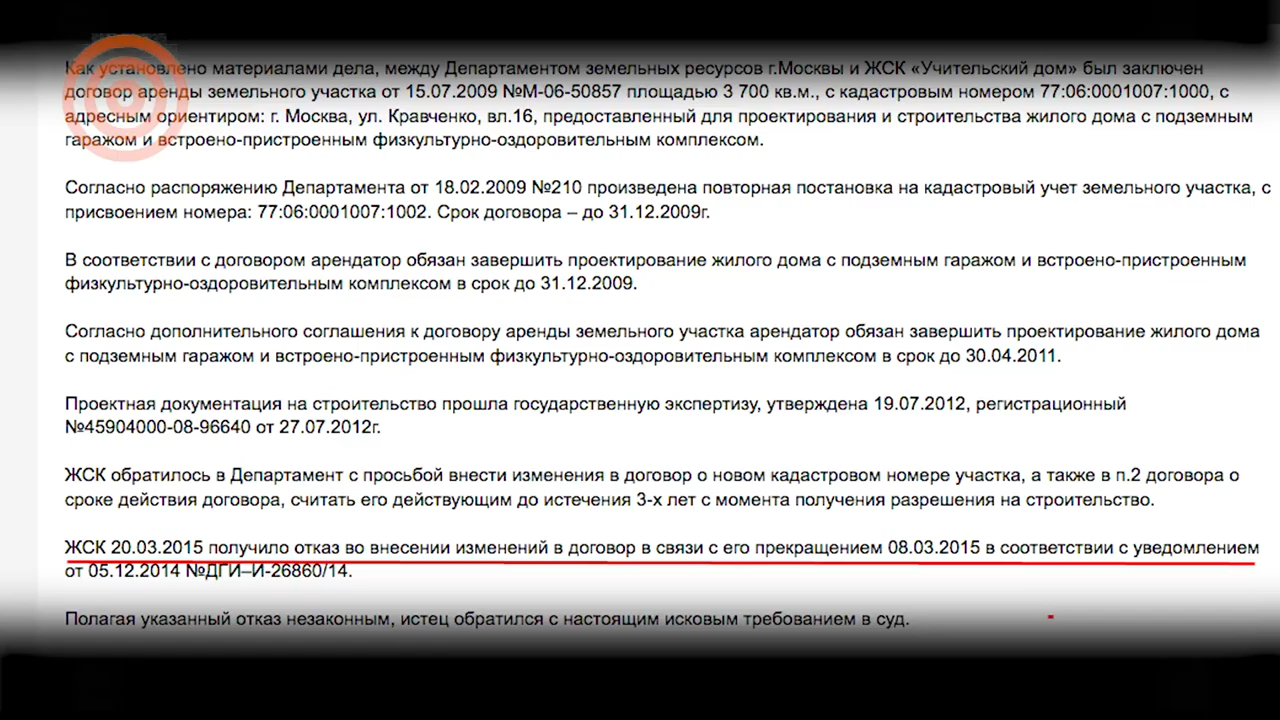 Как установлено материалами дела, между Департаментом земельных ресурсов г.Москвы и ЖСК «Учительский дом» был заключен
договор аренды земельного участка от 15.07.2009 №М-06-50857 площадью 3 700 кв.м., с кадастровым номером 77:06:0001007:1000, с
адресным ориентиром: г. Москва, ул. Кравченко, вл.16, предоставленный для проектирования и строительства жилого дома с подземным
гаражом и встроено-пристроенным физкультурно-оздоровительным комплексом.
Согласно распоряжению Департамента от 18.02.2009 №210 произведена повторная постановка на кадастровый учет земельного участка, с
присвоением номера: 77:06:0001007:1002. Срок договора – до 31.12.2009г.
В соответствии с договором арендатор обязан завершить проектирование жилого дома с подземным гаражом и встроено-пристроенным
физкультурно-оздоровительным комплексом в срок до 31.12.2009.
Согласно дополнительного соглашения к договору аренды земельного участка арендатор обязан завершить проектирование жилого дома
с подземным гаражом и встроено-пристроенным физкультурно-оздоровительным комплексом в срок до 30.04.2011.
Проектная документация на строительство прошла государственную экспертизу, утверждена 19.07.2012, регистрационный
№45904000-08-96640 от 27.07.2012г.
ЖСК обратилось в Департамент с просьбой внести изменения в договор о новом кадастровом номере участка, а также в п.2 договора о
сроке действия договора, считать его действующим до истечения 3-х лет с момента получения разрешения на строительство.
ЖСК 20.03.2015 получило отказ во внесении изменений в договор в связи с его прекращением 08.03.2015 в соответствии с уведомлением
от 05.12.2014 №ДГИ–И-26860/14.
Полагая указанный отказ незаконным, истец обратился с настоящим исковым требованием в суд.